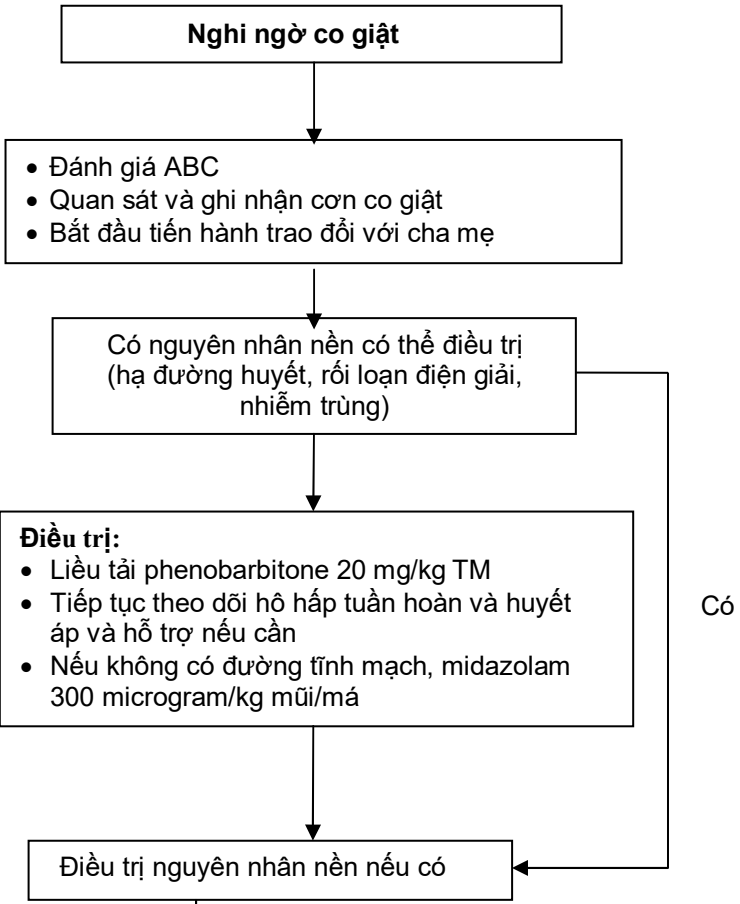 Nghi ngờ co giật
• Đánh giá ABC
• Quan sát và ghi nhận cơn co giật
• Bắt đầu tiến hành trao đổi với cha mẹ
Có nguyên nhân nền có thể điều trị
(hạ đường huyết, rối loạn điện giải,
nhiễm trùng)
Điều trị:
• Liều tải phenobarbitone 20 mg/kg TM
• Tiếp tục theo dõi hô hấp tuần hoàn và huyết
áp và hỗ trợ nếu cần
• Nếu không có đường tĩnh mạch, midazolam
300 microgram/kg mũi/má
Có
Điều trị nguyên nhân nền nếu có